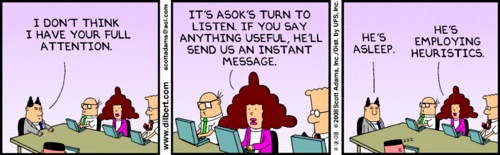 I DON'T THINK
I HAVE YOUR FULL
ATTENTION.
scottadams@aol.com
www.dilbert.com
IT'S ASOK'S TURN TO
LISTEN. IF YOU SAY
ANYTHING USEFUL, HE'LL
SEND US AN INSTANT
MESSAGE.
© 2008 Scott Adams, Inc./Dist. by UFS, Inc.
HE'S
ASLEEP.
HE'S
EMPLOYING
HEURISTICS.
ZZZ